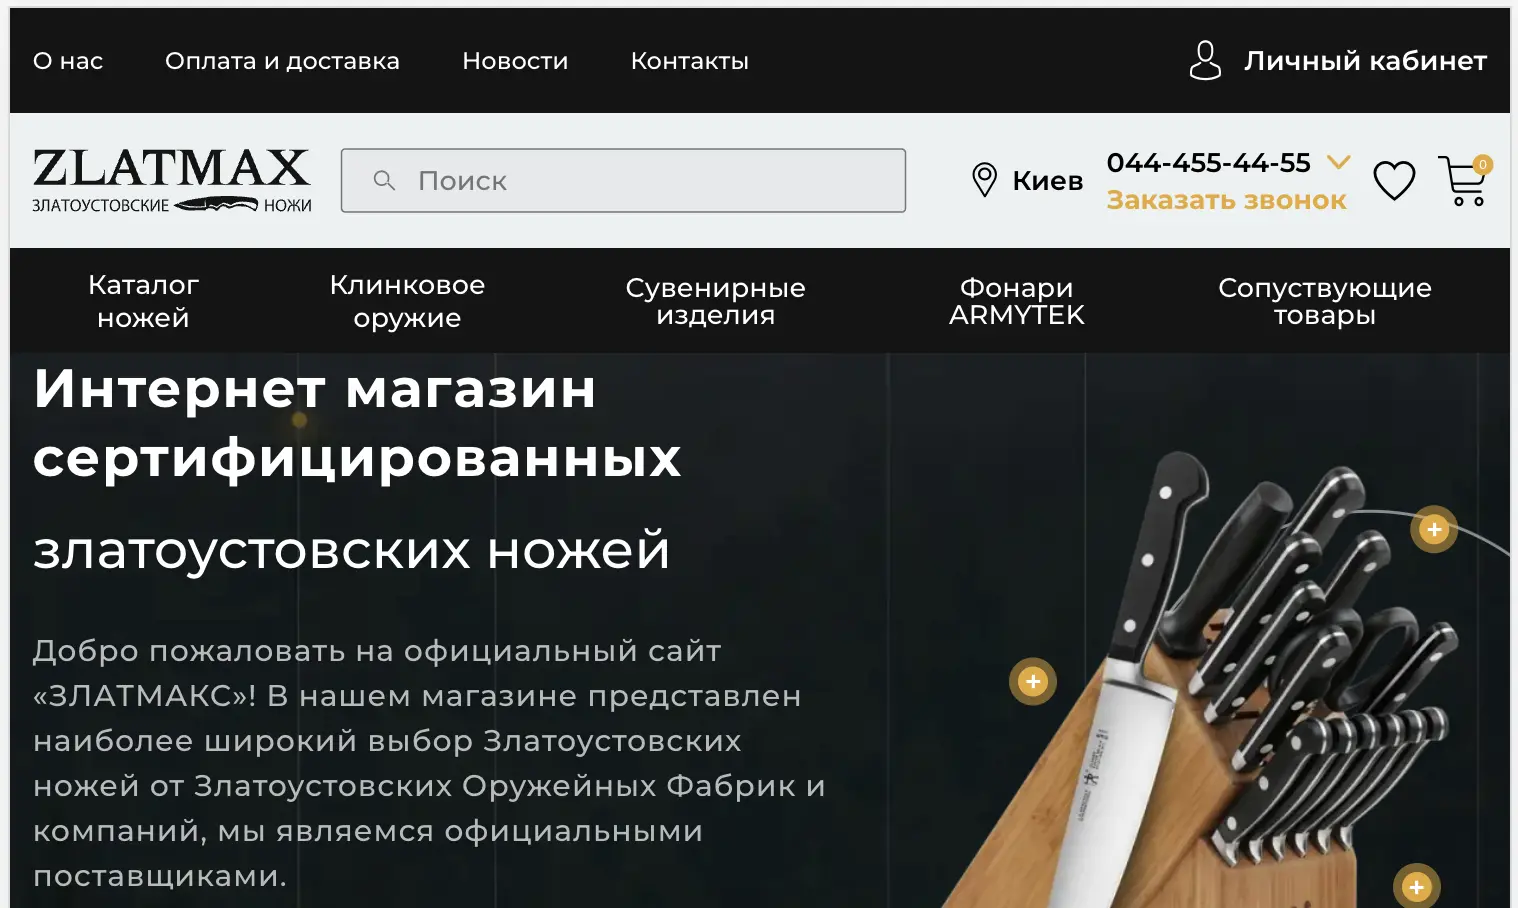 О нас Оплата и доставка Новости Контакты Личный кабинет
ZLATMAX
ЗЛАТОУСТОВСКИЕ НОЖИ
Поиск
Киев
044-455-44-55
Заказать звонок
0
Каталог
ножей
Клинковое
оружие
Сувенирные
изделия
Фонари
ARMYTEK
Сопуствующие
товары
Интернет магазин
сертифицированных
златоустовских ножей
Добро пожаловать на официальный сайт
«ЗЛАТМАКС»! В нашем магазине представлен
наиболее широкий выбор Златоустовских
ножей от Златоустовских Оружейных Фабрик и
компаний, мы являемся официальными
поставщиками.